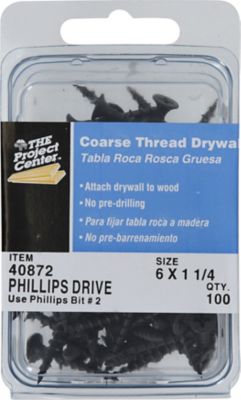 THE
Project
Center
Coarse Thread Drywa
Tabla Roca Rosca Gruesa
• Attach drywall to wood
• No pre-drilling
• Para fijar tabla roca a madera
• No pre-barrenamiento
ITEM
40872
PHILLIPS DRIVE
Use Phillips Bit # 2
SIZE
6 X 1 1/4
QTY.
100